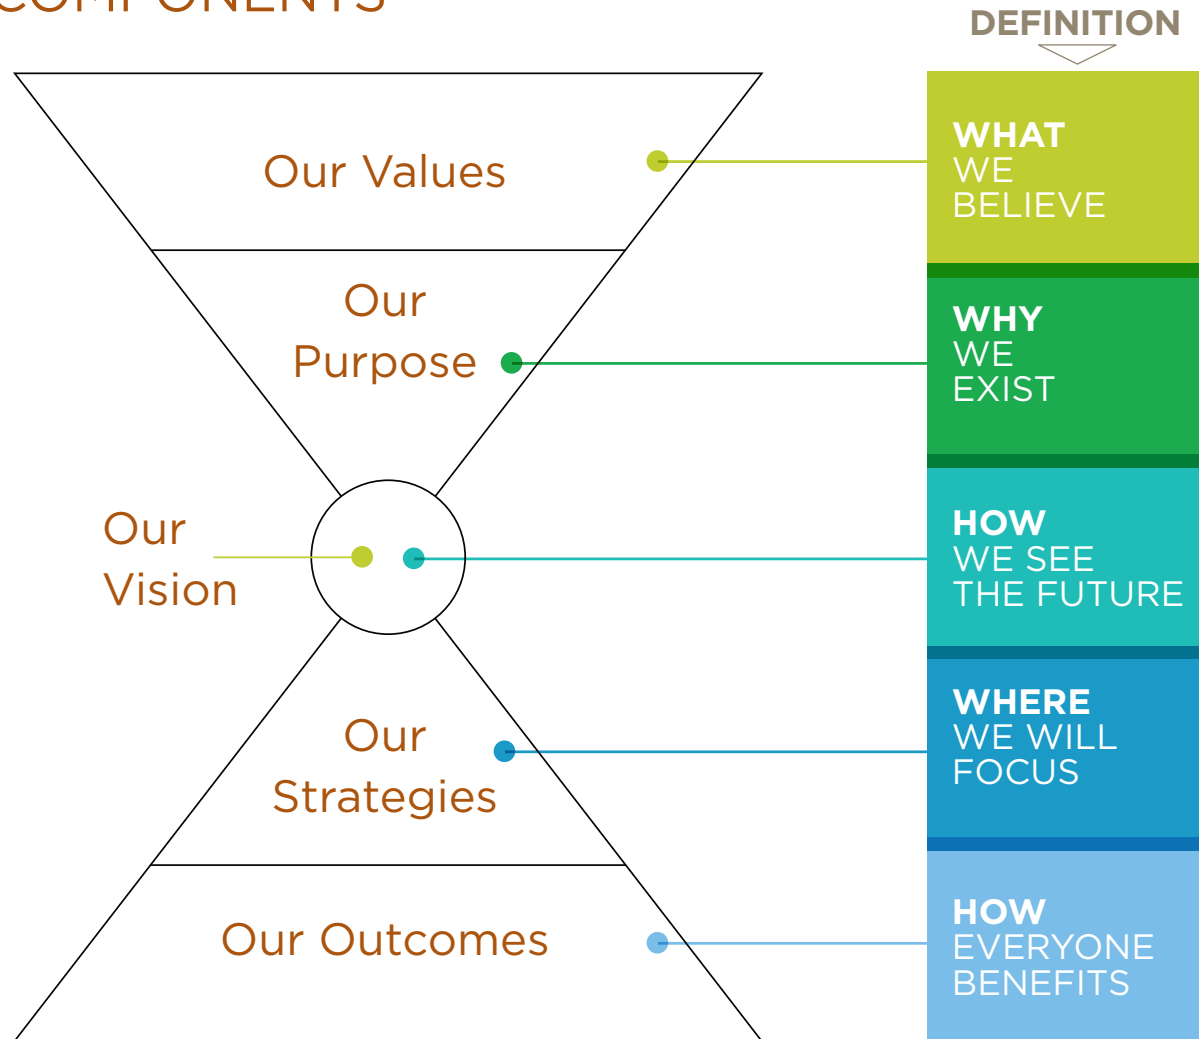 COMPONENTS
DEFINITION
Our Values
WHAT
WE
BELIEVE
Our
Purpose
WHY
WE
EXIST
Our
Vision
HOW
WE SEE
THE FUTURE
Our
Strategies
WHERE
WE WILL
FOCUS
Our Outcomes
HOW
EVERYONE
BENEFITS